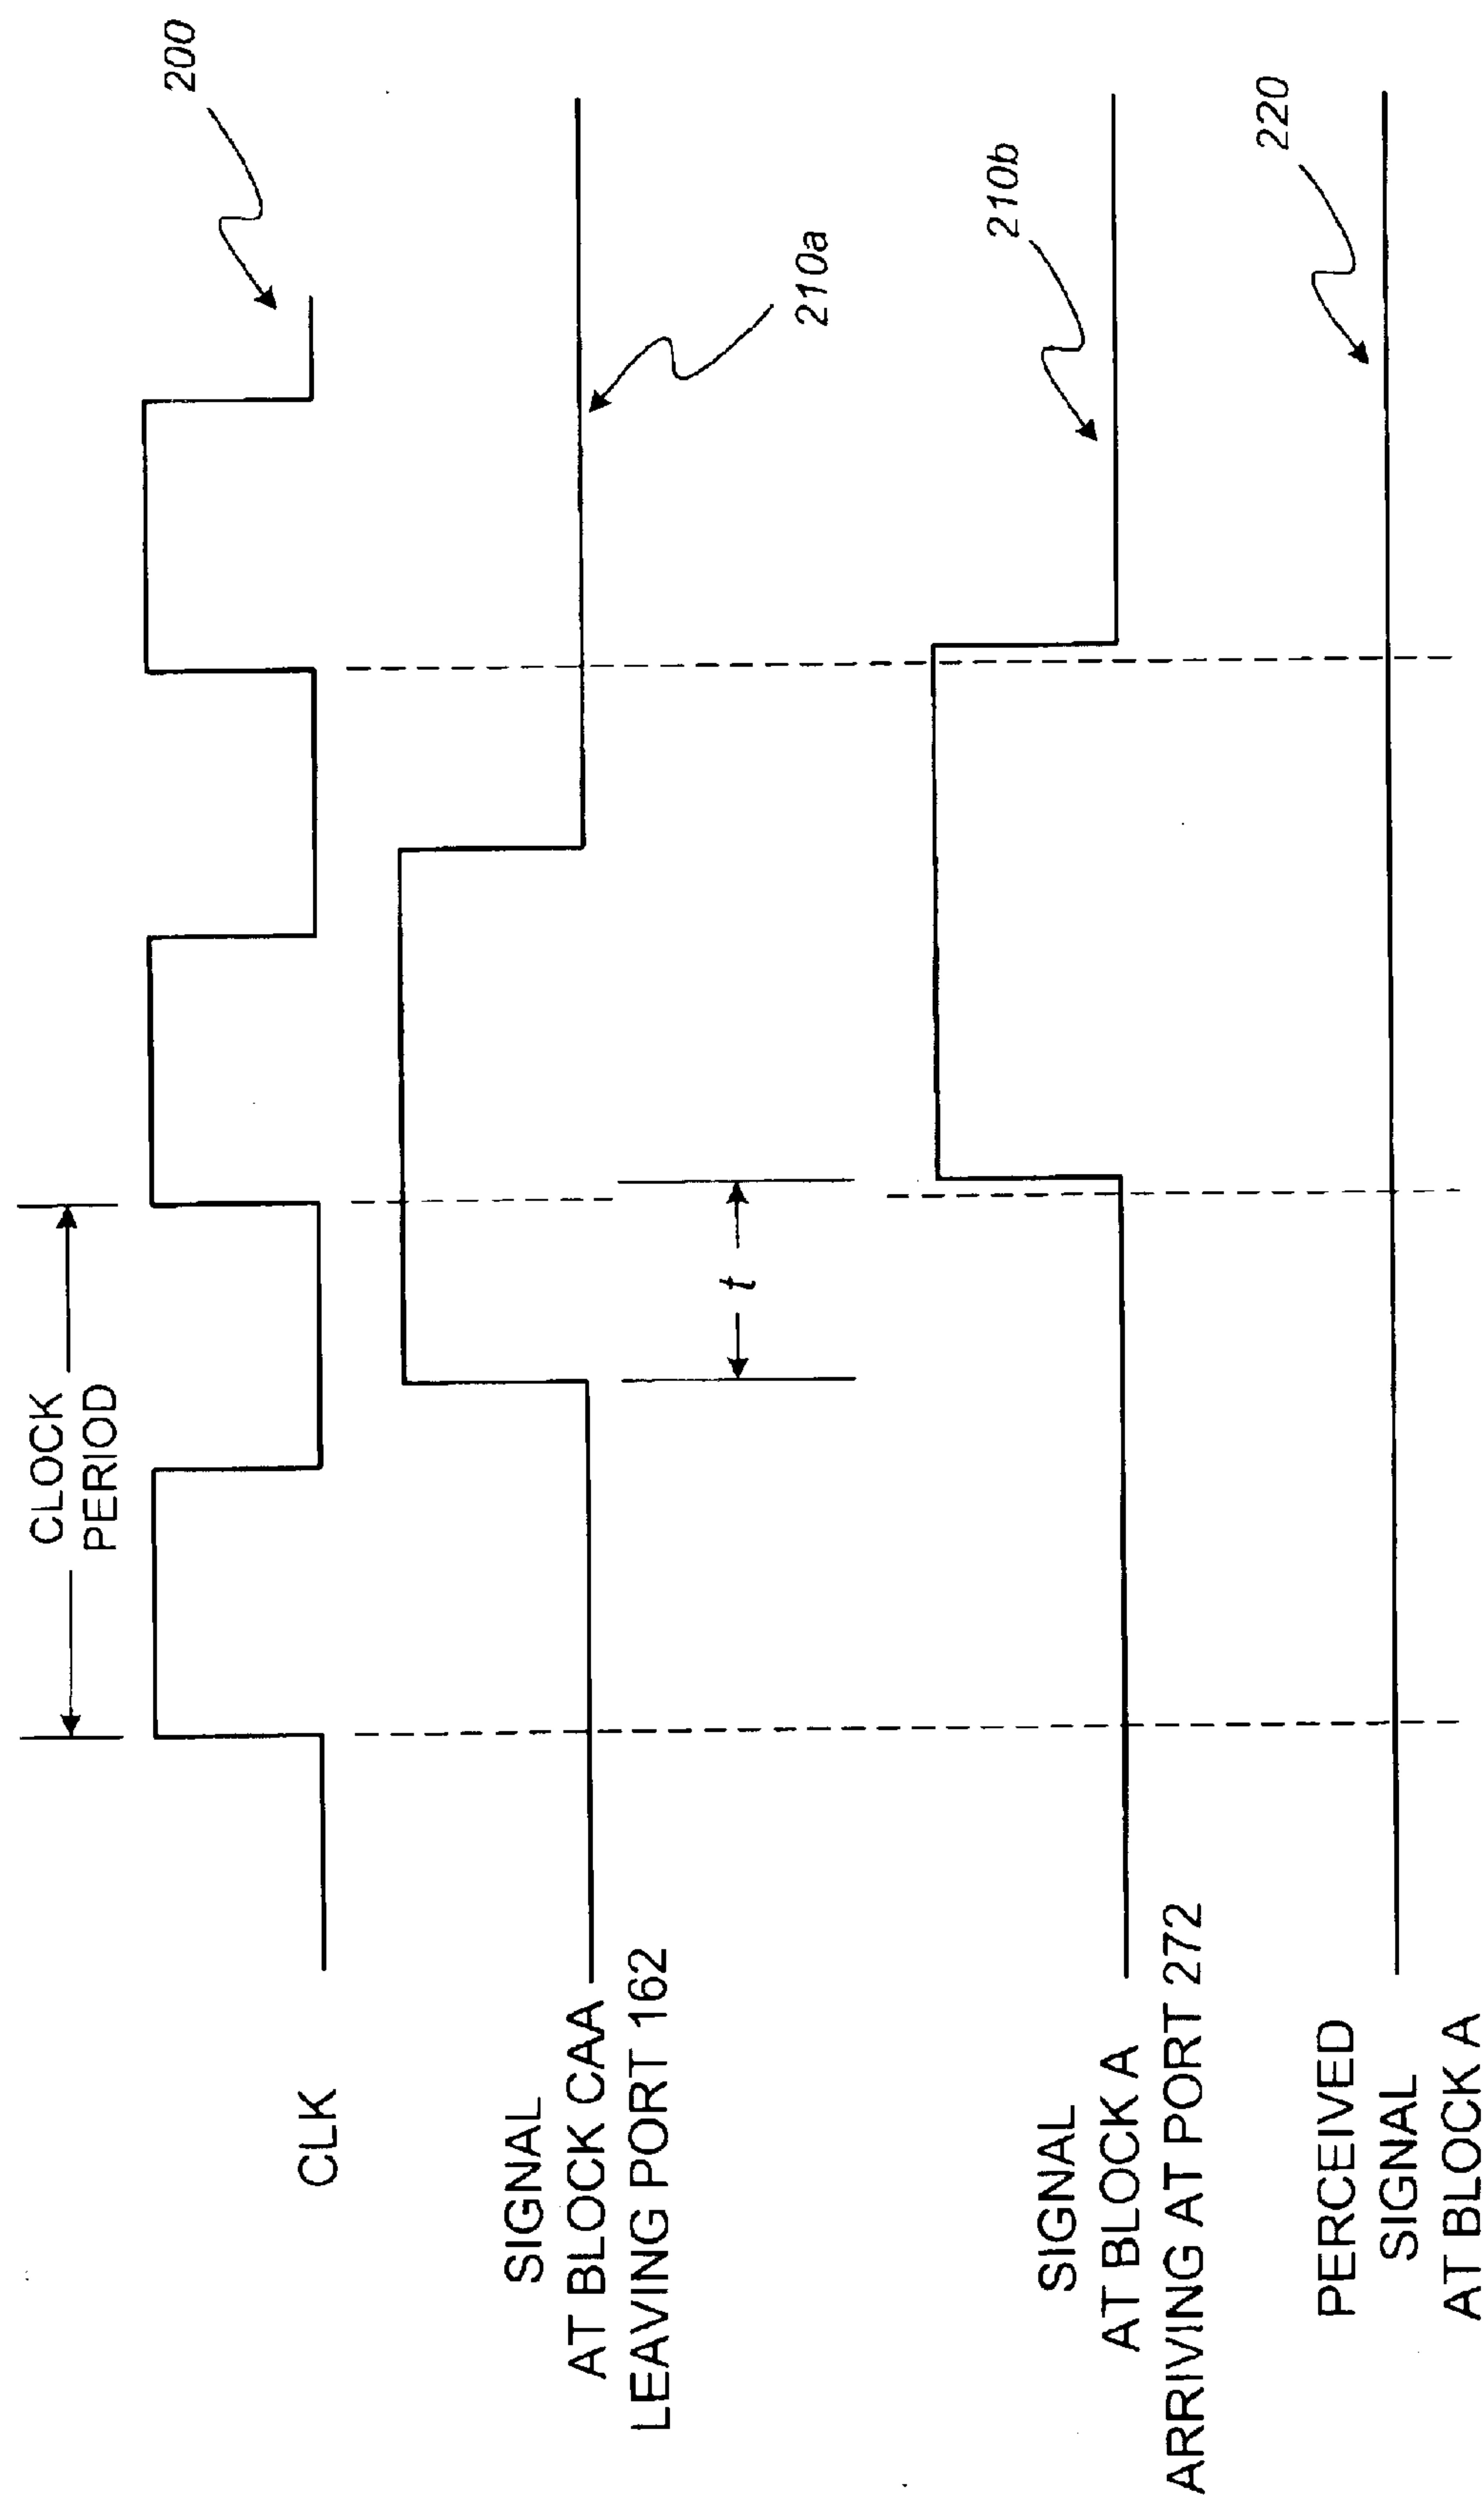 CLOCK
PERIOD
200
CLK
SIGNAL
AT BLOCK CAA
LEAVING PORT 162
210a
t
SIGNAL
AT BLOCK A
ARRIVING AT PORT 272
210b
PERCEIVED
SIGNAL
AT BLOCK A
220